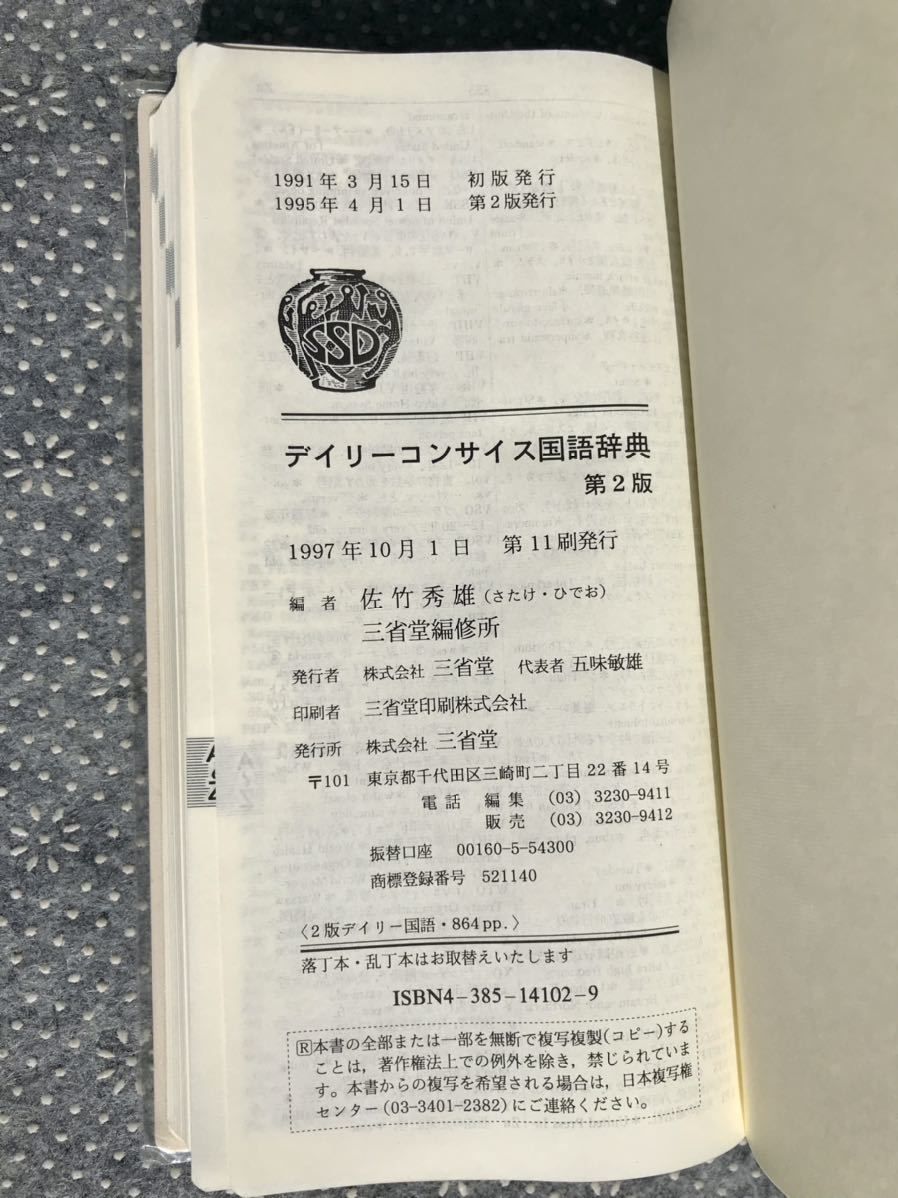 1991年3月15日　初版発行
1995年4月1日　第2版発行
SSD
デイリーコンサイス国語辞典
第2版
1997年10月1日　第11刷発行
編者　佐竹秀雄(さたけ・ひでお)
三省堂編修所
発行者　株式会社 三省堂　代表者 五味敏雄
印刷者　三省堂印刷株式会社
発行所　株式会社 三省堂
〒101　東京都千代田区三崎町二丁目22番14号
電話　編集　(03) 3230-9411
販売　(03) 3230-9412
振替口座　00160-5-54300
商標登録番号　521140
〈2版デイリー国語・864pp.〉
落丁本・乱丁本はお取替えいたします
ISBN4-385-14102-9
Ⓡ本書の全部または一部を無断で複写複製(コピー)する
ことは，著作権法上での例外を除き，禁じられていま
す。本書からの複写を希望される場合は，日本複写権
センター(03-3401-2382)にご連絡ください。